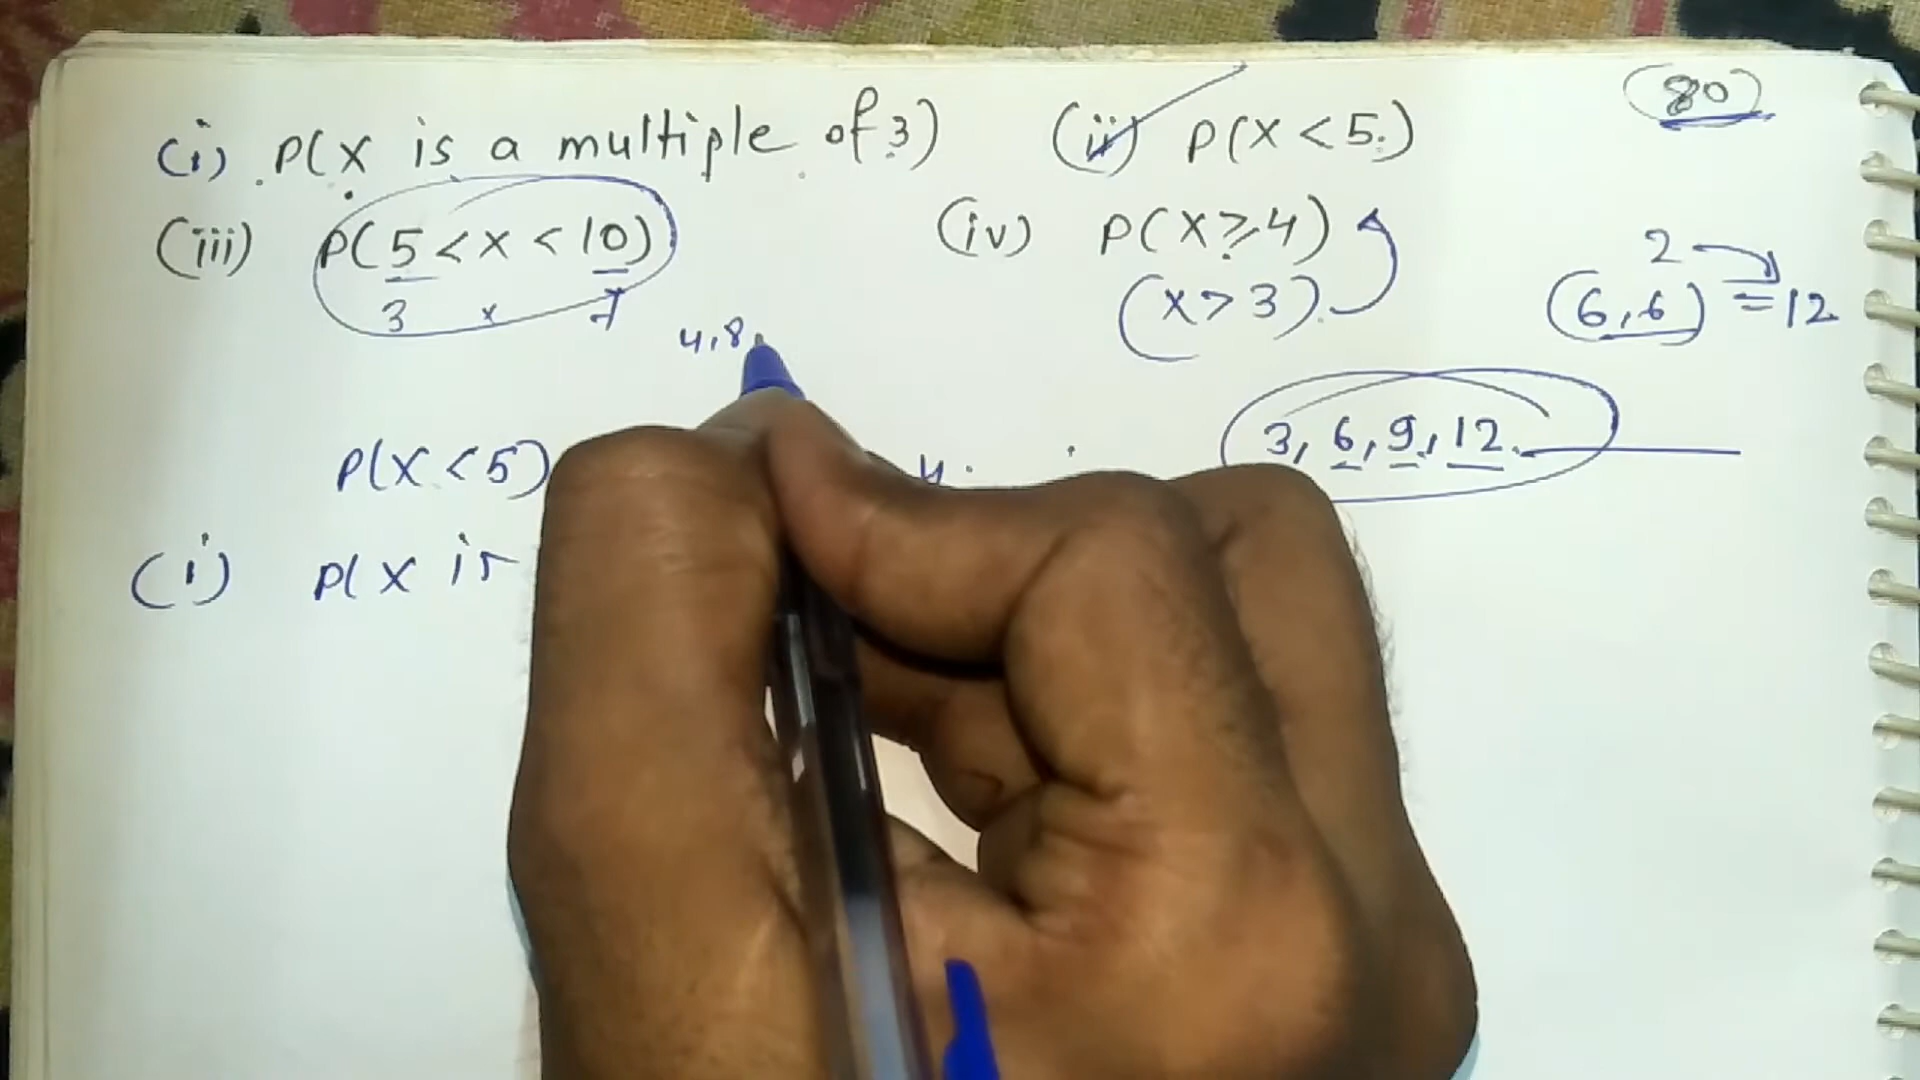 (80)
(i) P(X is a multiple of 3) (ii) P(X < 5.)
(iii) P(5 < x < 10) (iv) P(X ⩾ 4)
3 x 7 (x > 3) 2
(6,6) = 12
4,8
3, 6, 9, 12.
P(X < 5)
(i) P(X is